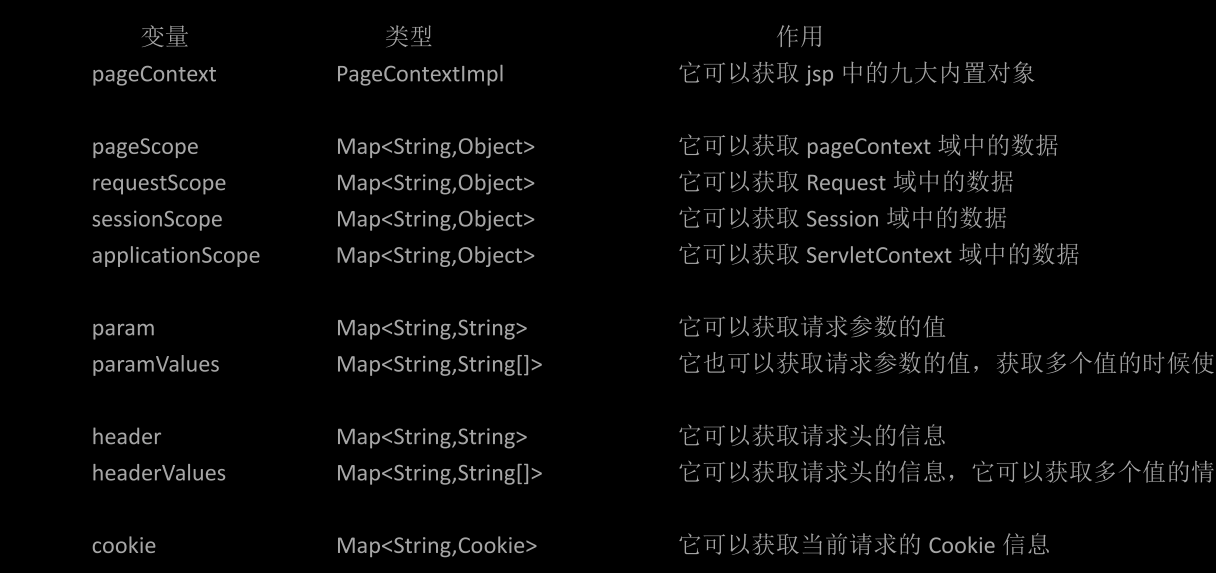 变量 类型 作用
pageContext PageContextImpl 它可以获取 jsp 中的九大内置对象
pageScope Map<String,Object> 它可以获取 pageContext 域中的数据
requestScope Map<String,Object> 它可以获取 Request 域中的数据
sessionScope Map<String,Object> 它可以获取 Session 域中的数据
applicationScope Map<String,Object> 它可以获取 ServletContext 域中的数据
param Map<String,String> 它可以获取请求参数的值
paramValues Map<String,String[]> 它也可以获取请求参数的值，获取多个值的时候使
header Map<String,String> 它可以获取请求头的信息
headerValues Map<String,String[]> 它可以获取请求头的信息，它可以获取多个值的情
cookie Map<String,Cookie> 它可以获取当前请求的 Cookie 信息